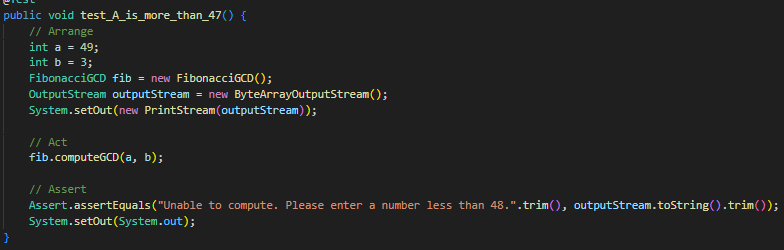 @Test
public void test_A_is_more_than_47() {
    // Arrange
    int a = 49;
    int b = 3;
    FibonacciGCD fib = new FibonacciGCD();
    OutputStream outputStream = new ByteArrayOutputStream();
    System.setOut(new PrintStream(outputStream));

    // Act
    fib.computeGCD(a, b);

    // Assert
    Assert.assertEquals("Unable to compute. Please enter a number less than 48.".trim(), outputStream.toString().trim());
    System.setOut(System.out);
}